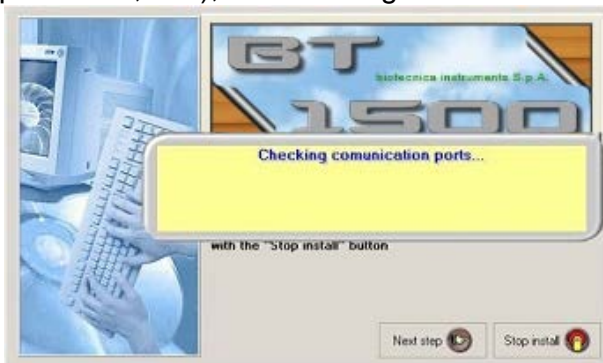 BT
biotecnica instruments S.p.A.
1500
Checking comunication ports...
with the "Stop install" button
Next step
Stop install